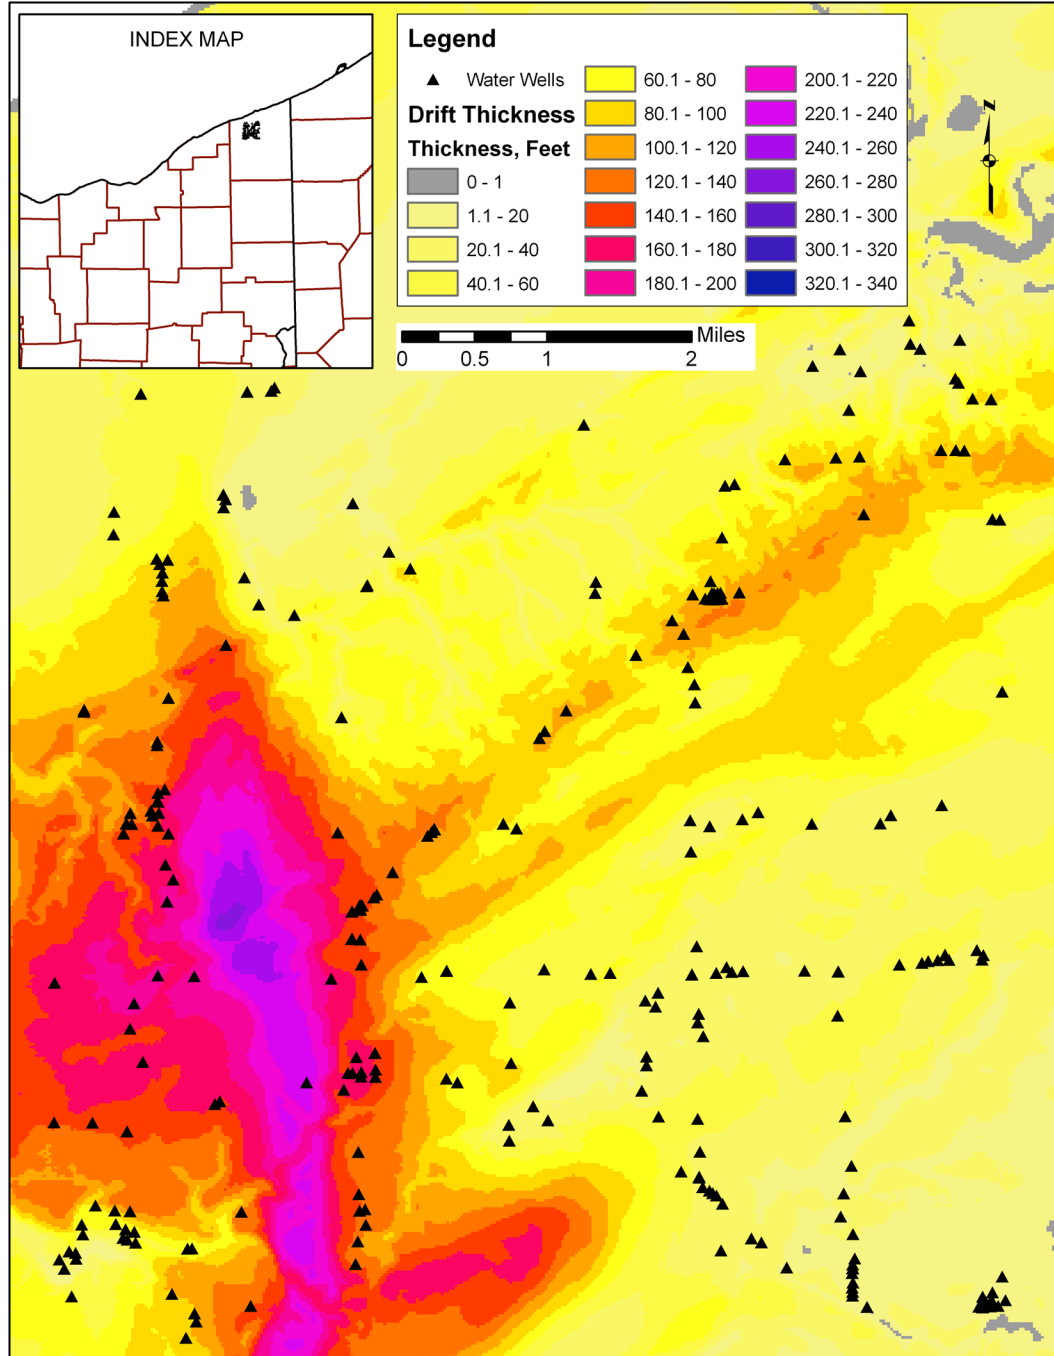 INDEX MAP
Legend
Water Wells
Drift Thickness
Thickness, Feet
0 - 1
1.1 - 20
20.1 - 40
40.1 - 60
60.1 - 80
80.1 - 100
100.1 - 120
120.1 - 140
140.1 - 160
160.1 - 180
180.1 - 200
200.1 - 220
220.1 - 240
240.1 - 260
260.1 - 280
280.1 - 300
300.1 - 320
320.1 - 340
N
Miles
0 0.5 1 2